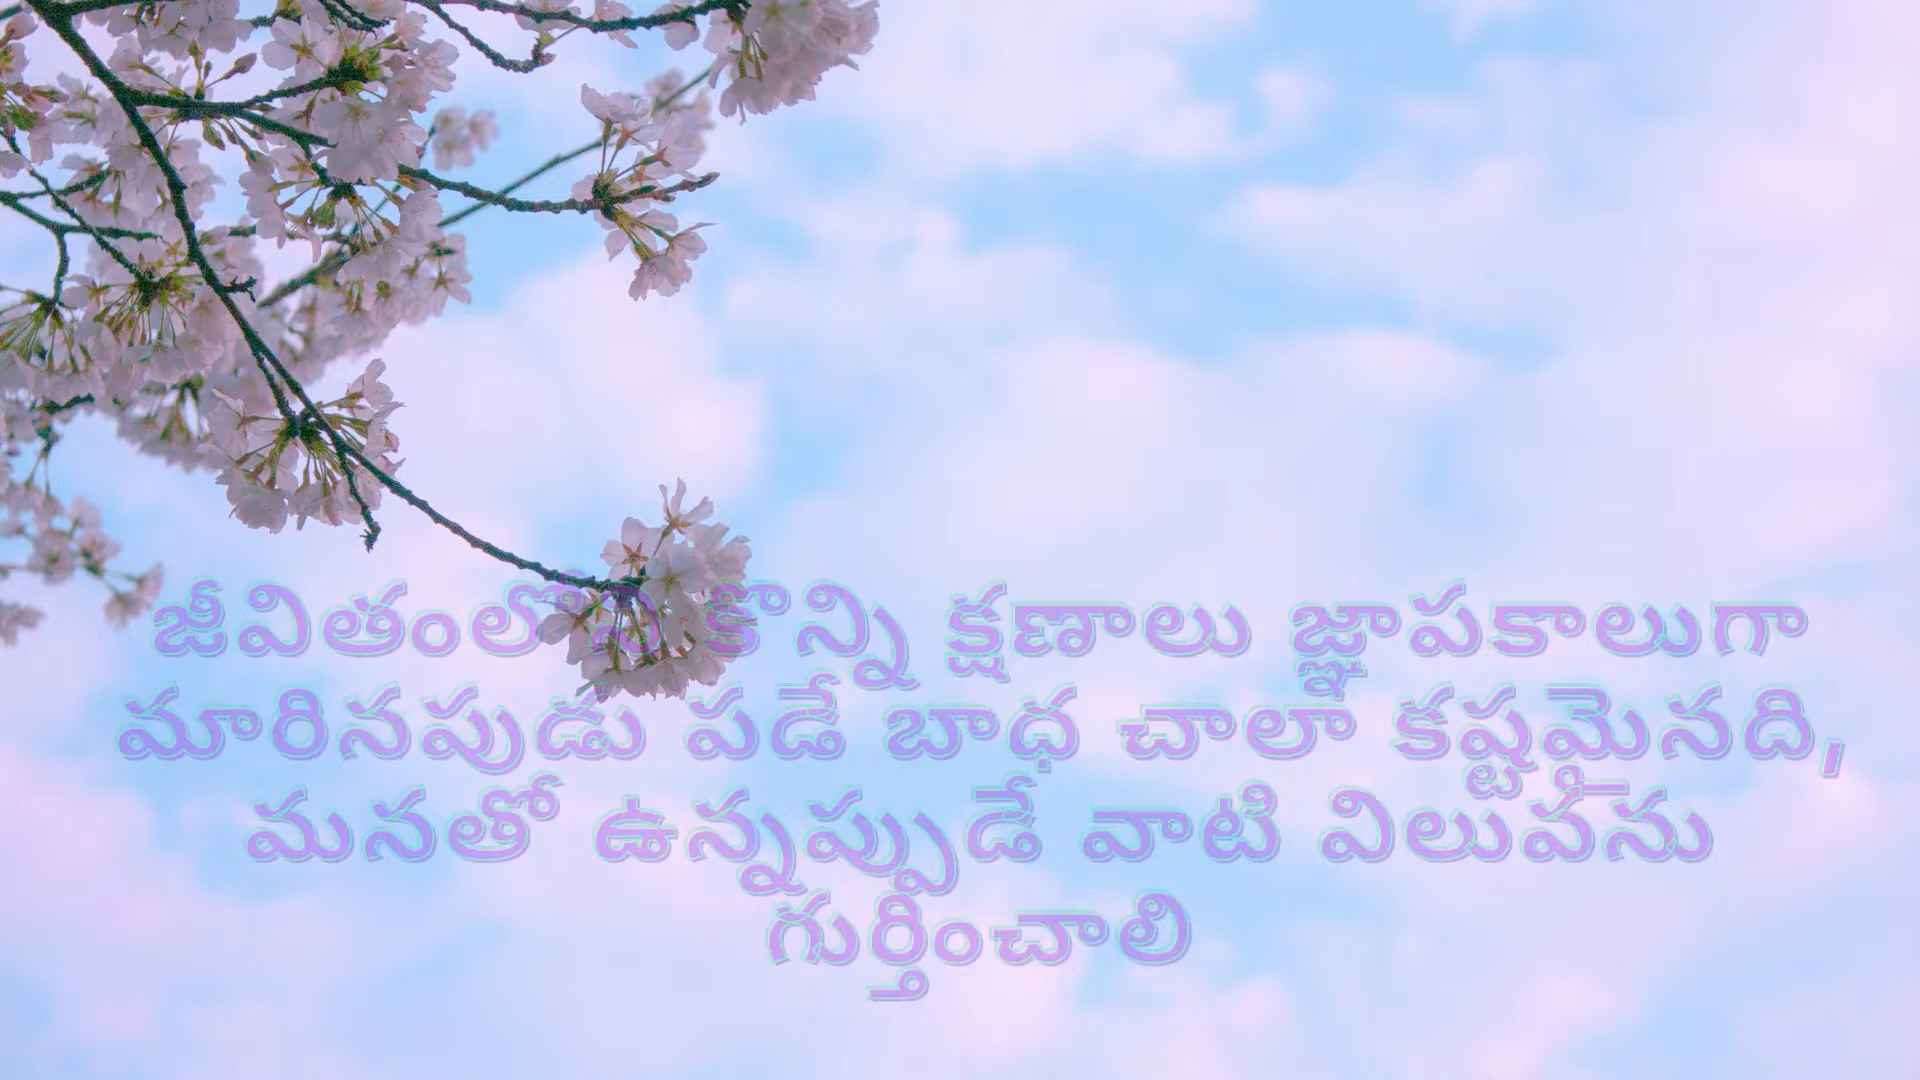 జీవితంలోని కొన్ని క్షణాలు జ్ఞాపకాలుగా
మారినపుడు పడే బాధ చాలా కష్టమైనది,
మనతో ఉన్నప్పుడే వాటి విలువను
గుర్తించాలి